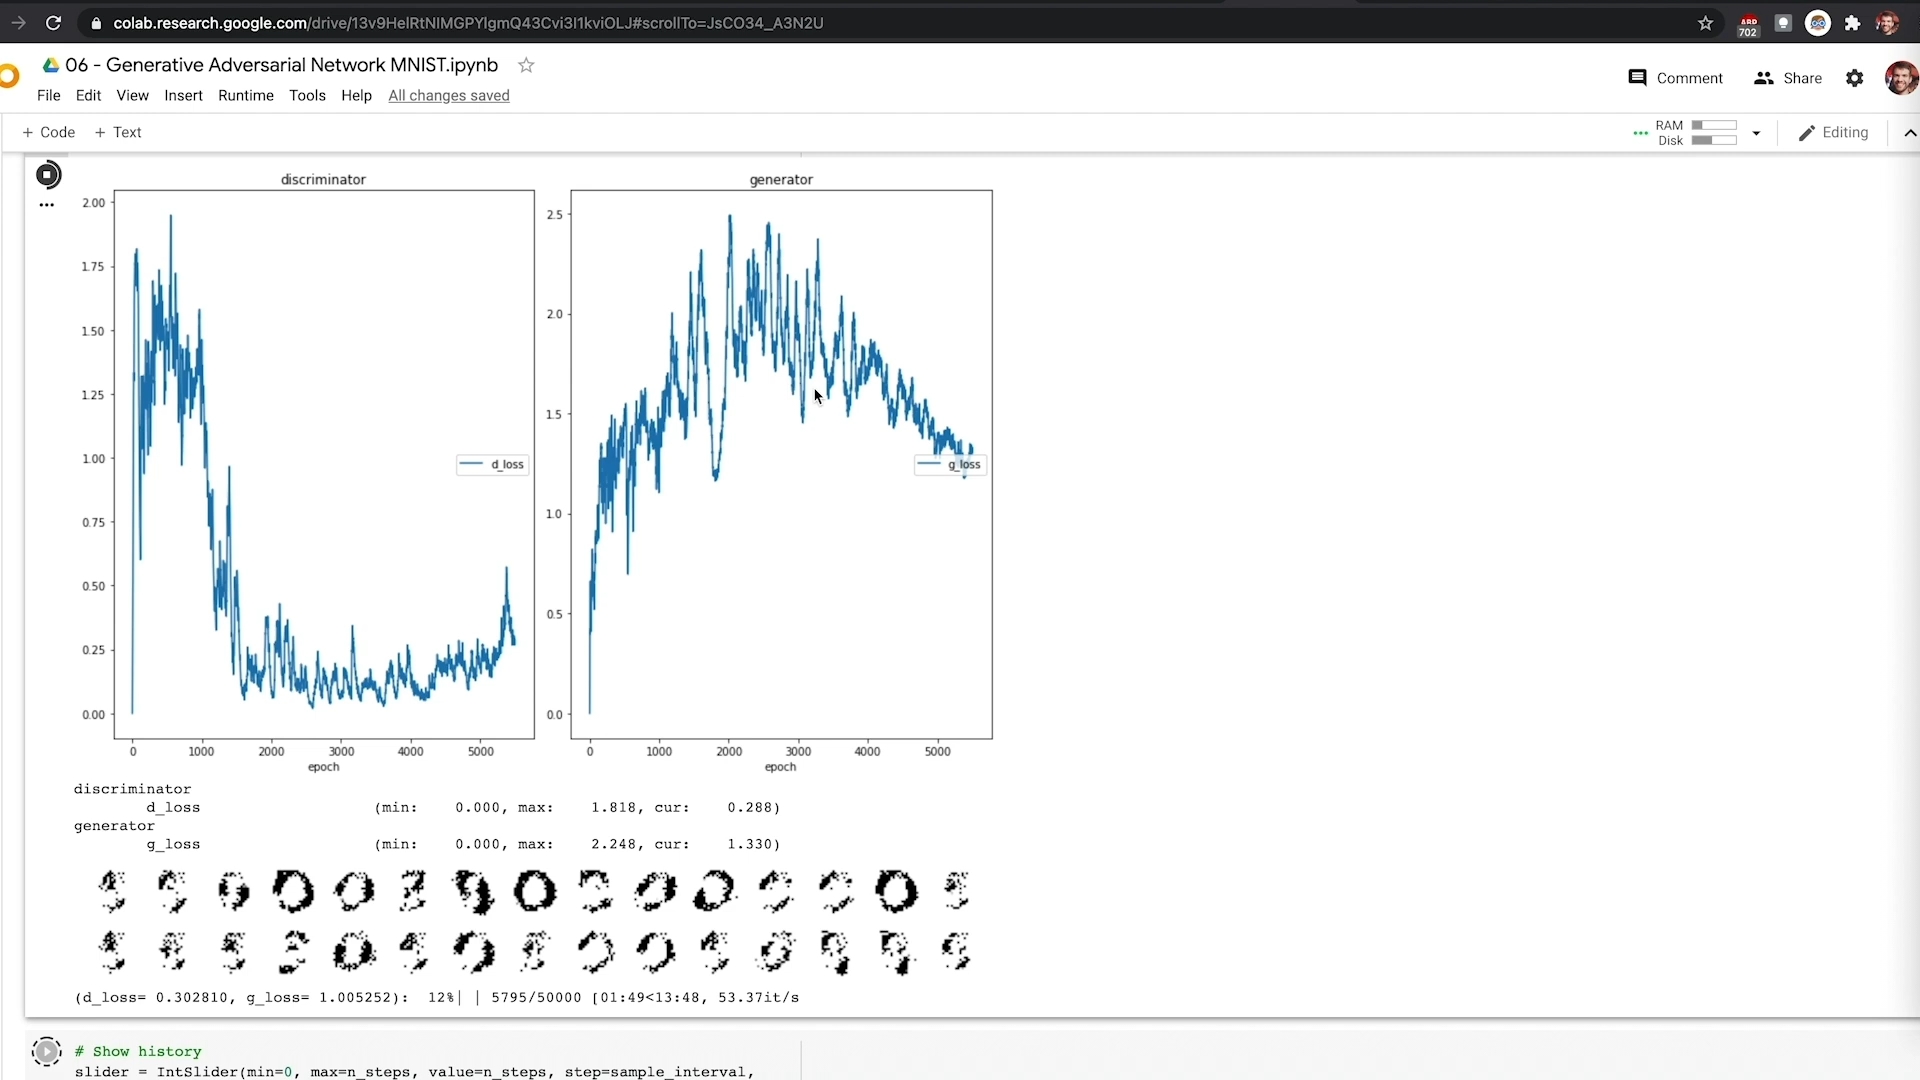 colab.research.google.com/drive/13v9HelRtNIMGPYlgmQ43Cvi3l1kviOLJ#scrollTo=JsCO34_A3N2U
ABP
702
06 - Generative Adversarial Network MNIST.ipynb
Comment
Share
File Edit View Insert Runtime Tools Help All changes saved
+ Code + Text
RAM
Disk
Editing
discriminator
generator
2.00
1.75
1.50
1.25
1.00
0.75
0.50
0.25
0.00
d_loss
0 1000 2000 3000 4000 5000
epoch
2.5
2.0
1.5
1.0
0.5
0.0
g_loss
0 1000 2000 3000 4000 5000
epoch
discriminator
d_loss (min: 0.000, max: 1.818, cur: 0.288)
generator
g_loss (min: 0.000, max: 2.248, cur: 1.330)
(d_loss= 0.302810, g_loss= 1.005252): 12%| | 5795/50000 [01:49<13:48, 53.37it/s
# Show history
slider = IntSlider(min=0, max=n_steps, value=n_steps, step=sample_interval,